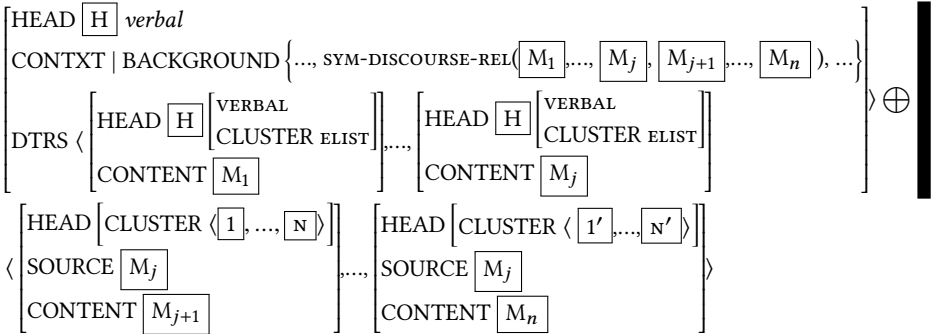 HEAD H verbal
CONTXT | BACKGROUND {..., SYM-DISCOURSE-REL( M₁ ,..., Mⱼ , Mⱼ₊₁ ,..., Mₙ ), ...}
DTRS ⟨ [HEAD H [VERBAL CLUSTER ELIST] CONTENT M₁ ],..., [HEAD H [VERBAL CLUSTER ELIST] CONTENT Mⱼ ] ⟩ ⊕
⟨ [HEAD [CLUSTER ⟨ 1 , ..., N ⟩] SOURCE Mⱼ CONTENT Mⱼ₊₁ ],..., [HEAD [CLUSTER ⟨ 1′ ,..., N′ ⟩] SOURCE Mⱼ CONTENT Mₙ ] ⟩